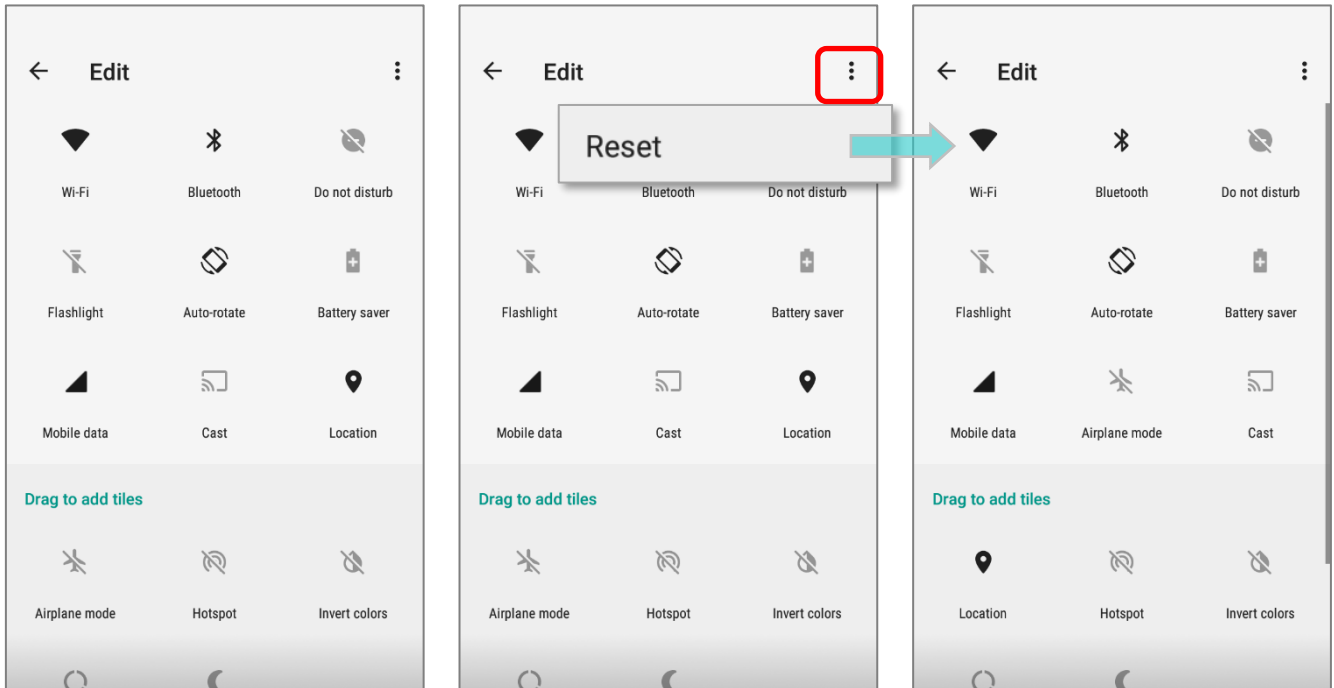 Edit
Wi-Fi
Bluetooth
Do not disturb
Flashlight
Auto-rotate
Battery saver
Mobile data
Cast
Location
Drag to add tiles
Airplane mode
Hotspot
Invert colors
Edit
Reset
Wi-Fi
Bluetooth
Do not disturb
Flashlight
Auto-rotate
Battery saver
Mobile data
Cast
Location
Drag to add tiles
Airplane mode
Hotspot
Invert colors
Edit
Wi-Fi
Bluetooth
Do not disturb
Flashlight
Auto-rotate
Battery saver
Mobile data
Airplane mode
Cast
Drag to add tiles
Location
Hotspot
Invert colors